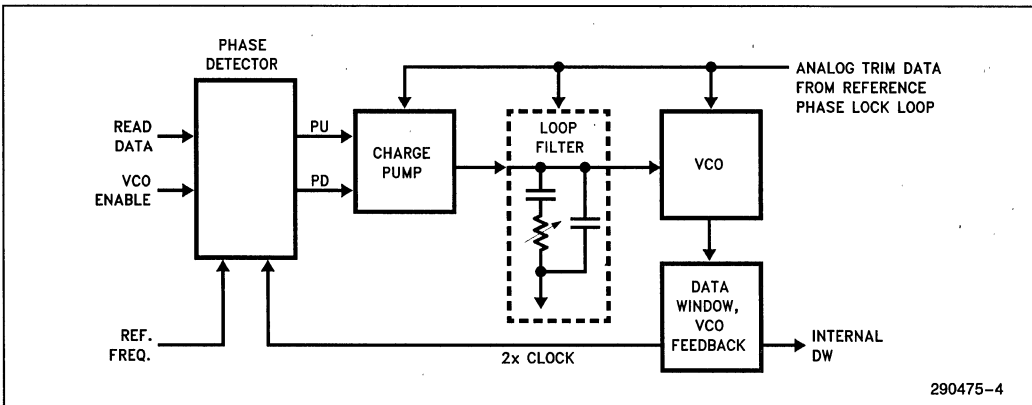 PHASE
DETECTOR
ANALOG TRIM DATA
FROM REFERENCE
PHASE LOCK LOOP
READ
DATA
VCO
ENABLE
PU
PD
CHARGE
PUMP
LOOP
FILTER
VCO
DATA
WINDOW,
VCO
FEEDBACK
REF.
FREQ.
2x CLOCK
INTERNAL
DW
290475-4